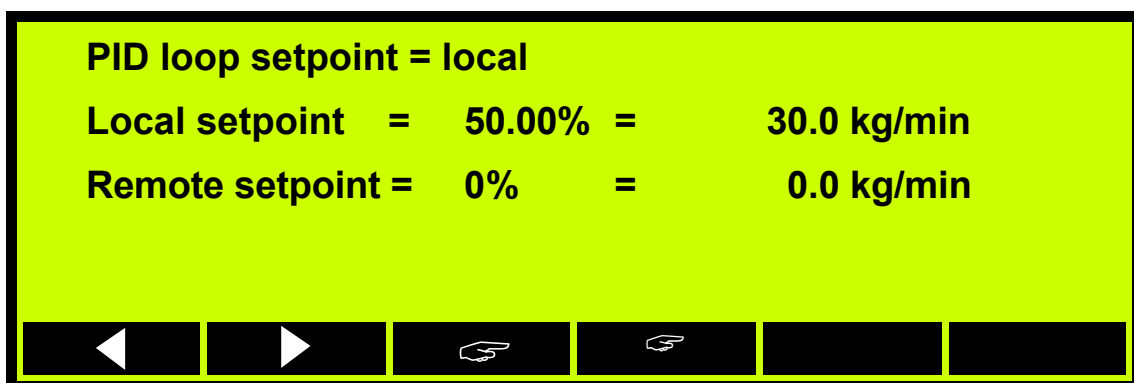 PID loop setpoint = local
Local setpoint = 50.00% = 30.0 kg/min
Remote setpoint = 0% = 0.0 kg/min